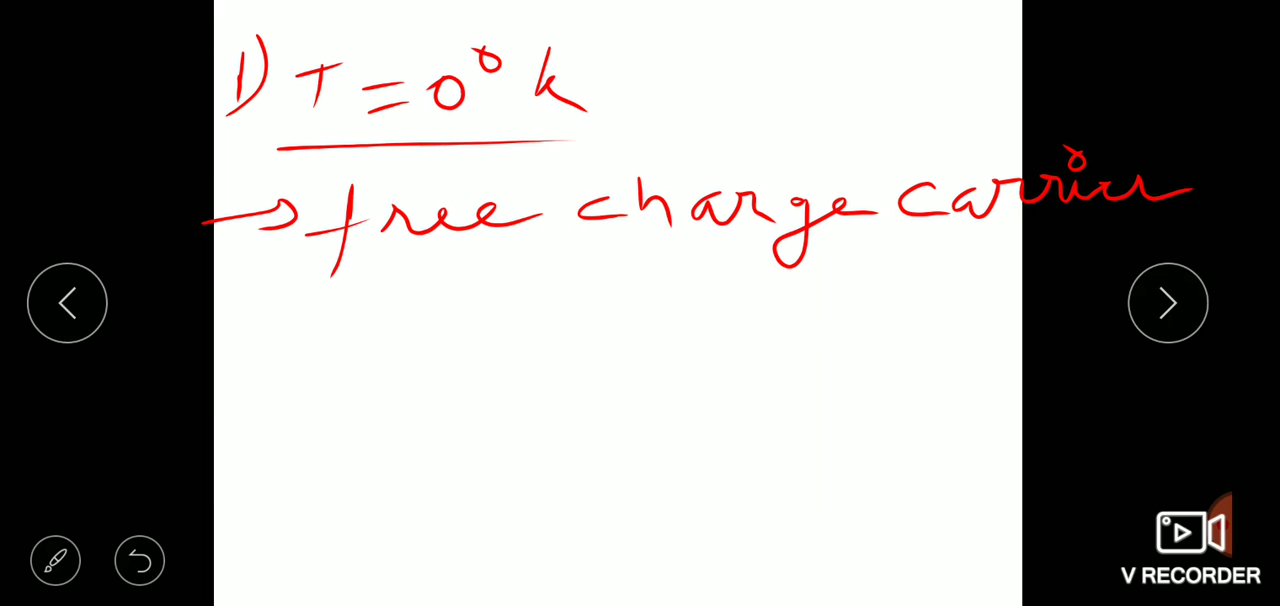 1) T = 0° k
→ free charge carrier
V RECORDER